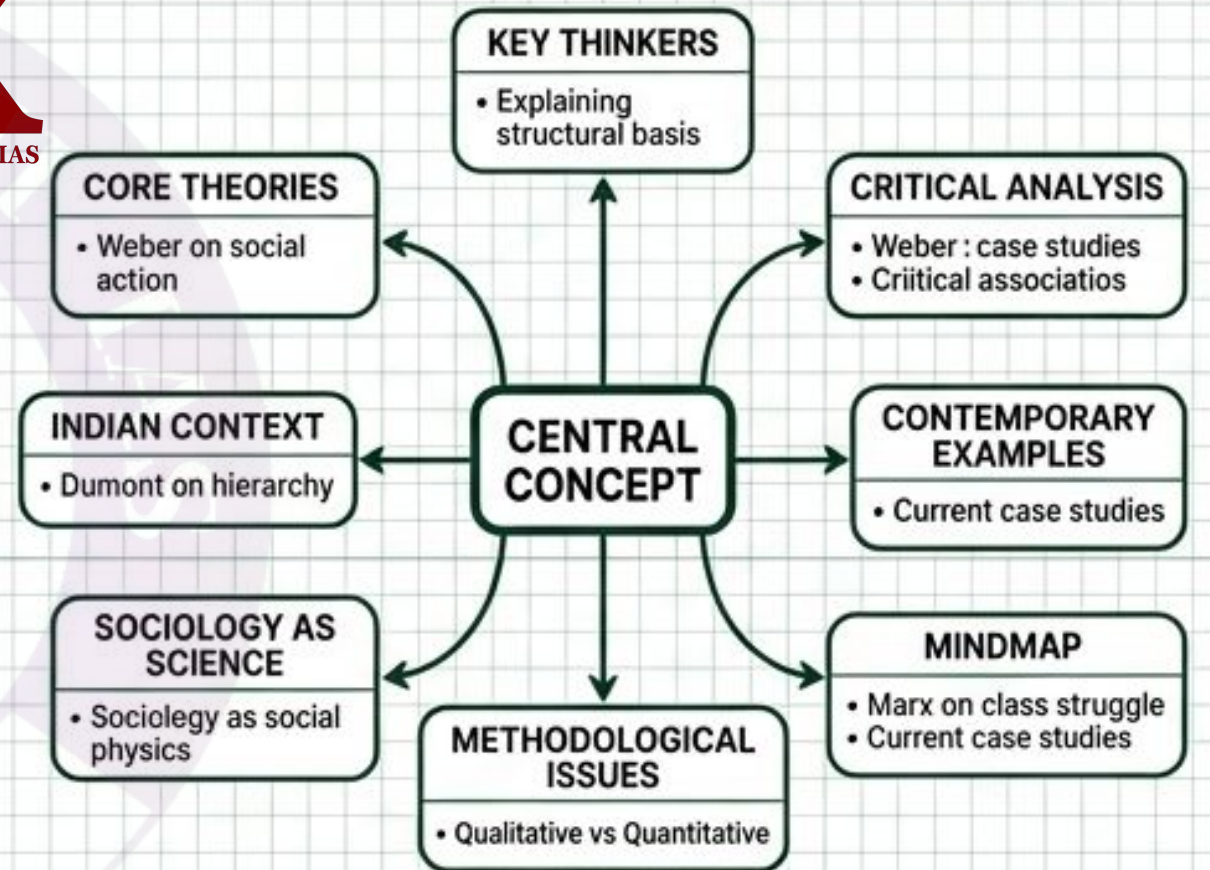 KEY THINKERS
• Explaining
structural basis
IAS
CORE THEORIES
• Weber on social
action
CRITICAL ANALYSIS
• Weber : case studies
• Criitical associatios
INDIAN CONTEXT
• Dumont on hierarchy
CENTRAL
CONCEPT
CONTEMPORARY
EXAMPLES
• Current case studies
SOCIOLOGY AS
SCIENCE
• Sociolegy as social
physics
METHODOLOGICAL
ISSUES
• Qualitative vs Quantitative
MINDMAP
• Marx on class struggle
• Current case studies